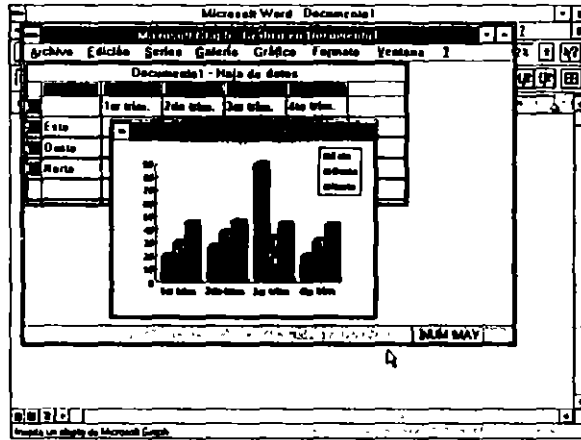 Microsoft Word - Documento1
Microsoft Graph -
Archivo Edición Series Galería Gráfico Formato Ventana ?
Documento1 - Hoja de datos
1er trim. 2do trim. 3er trim. 4to trim.
Este
Oeste
Norte
Este
Oeste
Norte
1er trim. 2do trim. 3er trim. 4to trim.
NUM MAY
Inserta un objeto de Microsoft Graph